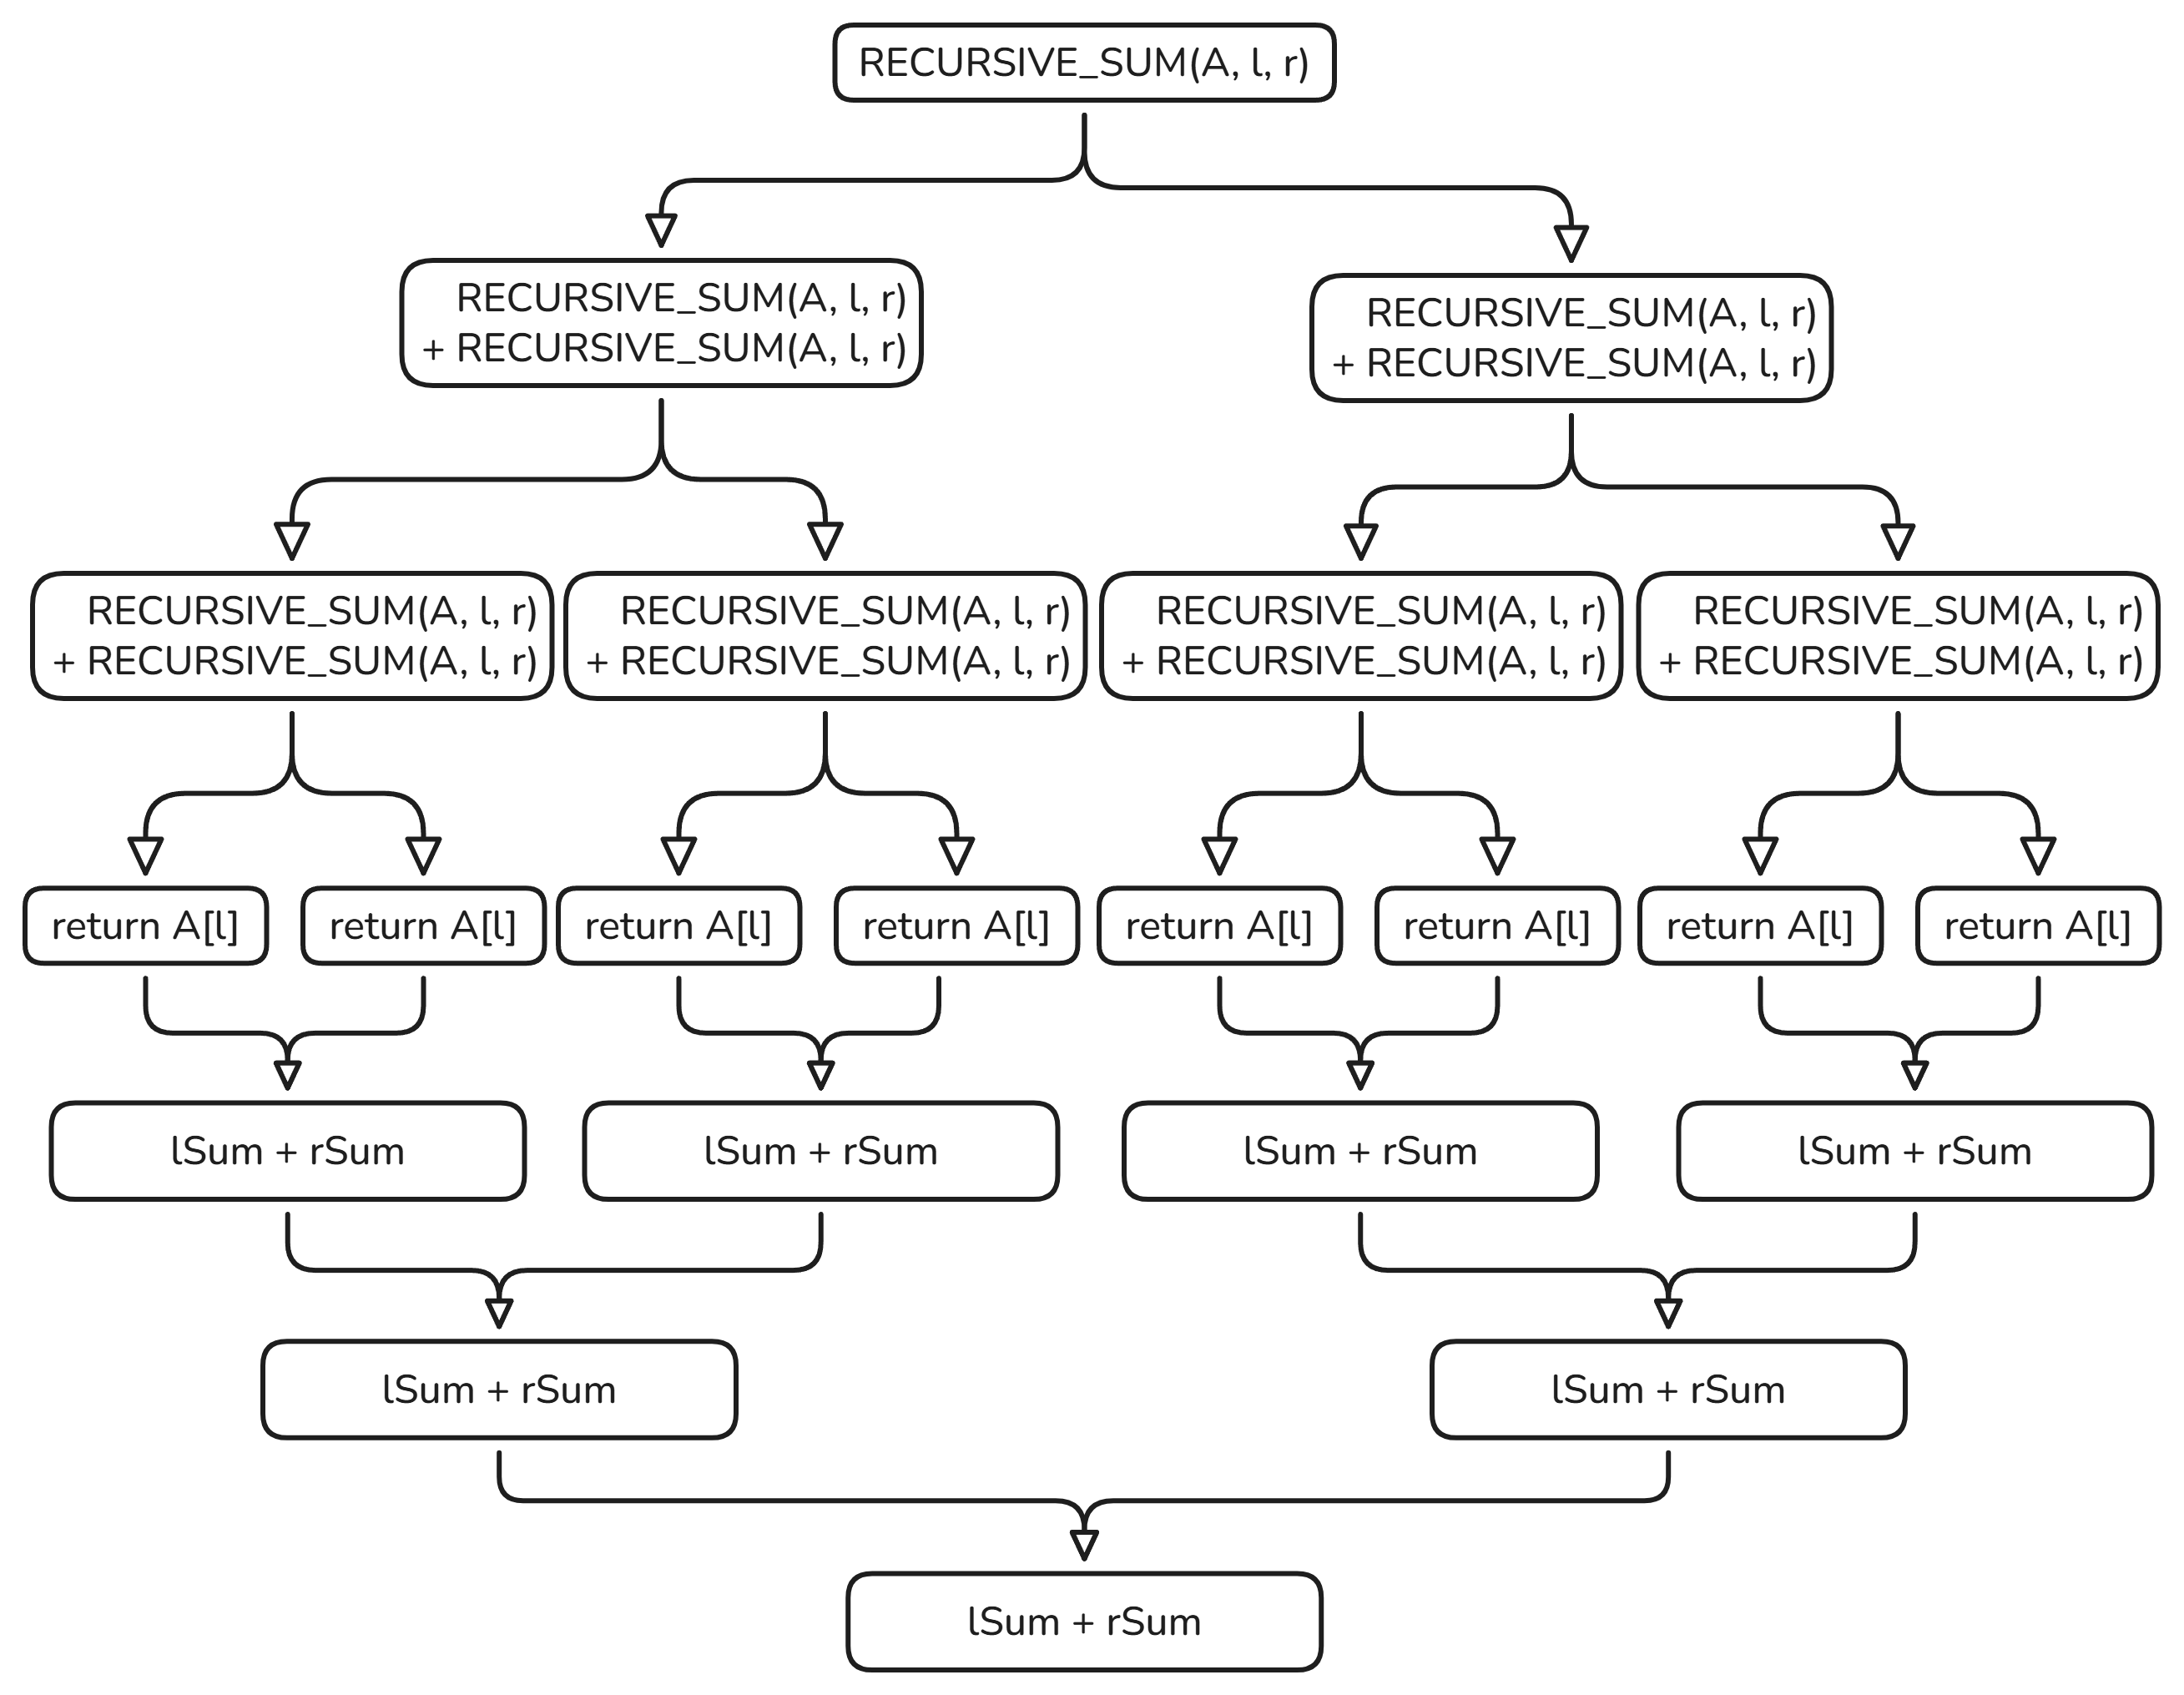 RECURSIVE_SUM(A, l, r)
RECURSIVE_SUM(A, l, r)
+ RECURSIVE_SUM(A, l, r)
RECURSIVE_SUM(A, l, r)
+ RECURSIVE_SUM(A, l, r)
RECURSIVE_SUM(A, l, r)
+ RECURSIVE_SUM(A, l, r)
RECURSIVE_SUM(A, l, r)
+ RECURSIVE_SUM(A, l, r)
RECURSIVE_SUM(A, l, r)
+ RECURSIVE_SUM(A, l, r)
RECURSIVE_SUM(A, l, r)
+ RECURSIVE_SUM(A, l, r)
return A[l]
return A[l]
return A[l]
return A[l]
return A[l]
return A[l]
return A[l]
return A[l]
lSum + rSum
lSum + rSum
lSum + rSum
lSum + rSum
lSum + rSum
lSum + rSum
lSum + rSum